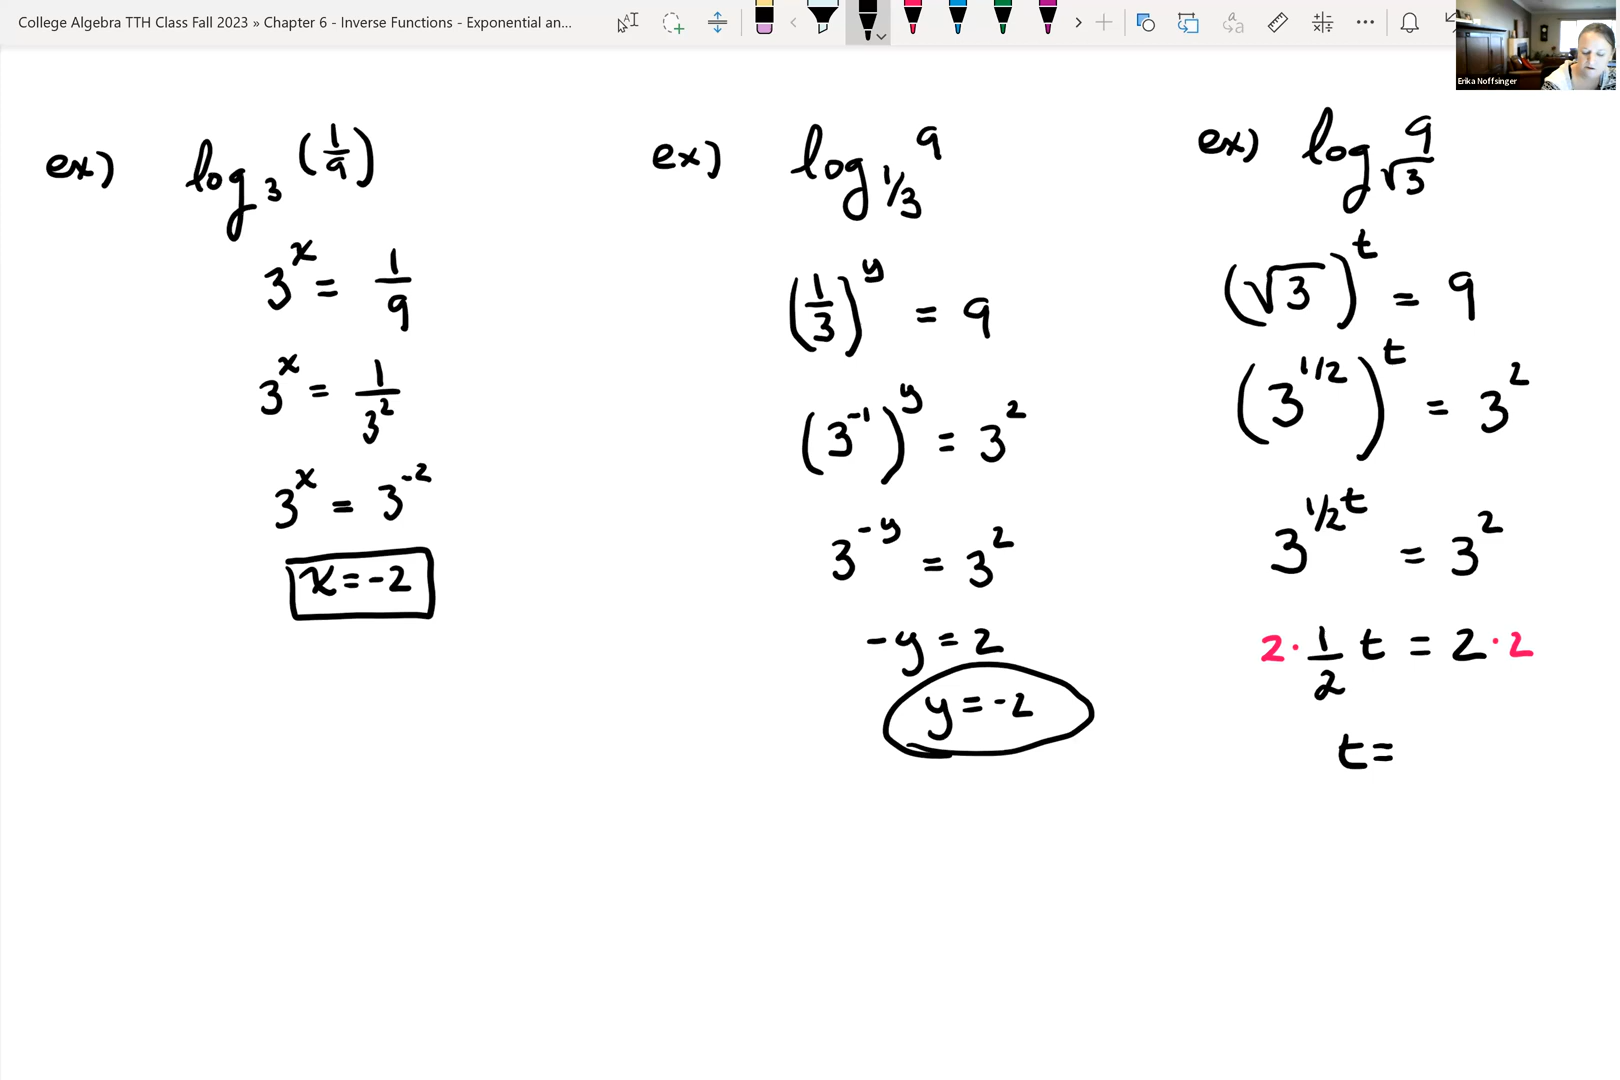 College Algebra TTH Class Fall 2023 » Chapter 6 - Inverse Functions - Exponential an...
Erika Noffsinger
ex) log₃ (1/9)
3^x = 1/9
3^x = 1/3^2
3^x = 3^-2
x = -2
ex) log_1/3 9
(1/3)^y = 9
(3^-1)^y = 3^2
3^-y = 3^2
-y = 2
y = -2
ex) log_√3 9
(√3)^t = 9
(3^1/2)^t = 3^2
3^1/2t = 3^2
2 · 1/2 t = 2 · 2
t =